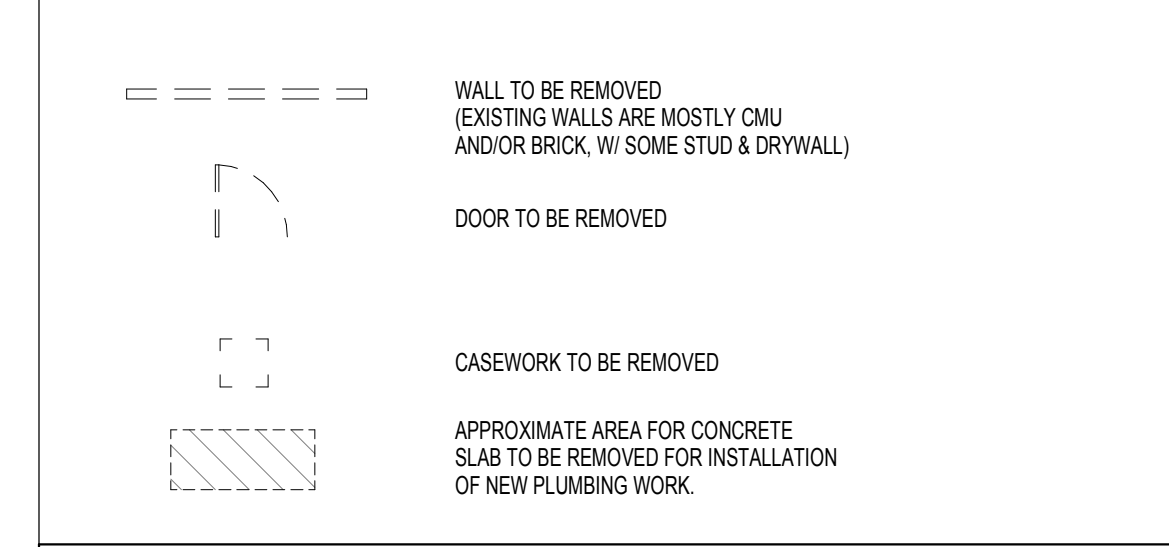 WALL TO BE REMOVED
(EXISTING WALLS ARE MOSTLY CMU
AND/OR BRICK, W/ SOME STUD & DRYWALL)
DOOR TO BE REMOVED
CASEWORK TO BE REMOVED
APPROXIMATE AREA FOR CONCRETE
SLAB TO BE REMOVED FOR INSTALLATION
OF NEW PLUMBING WORK.